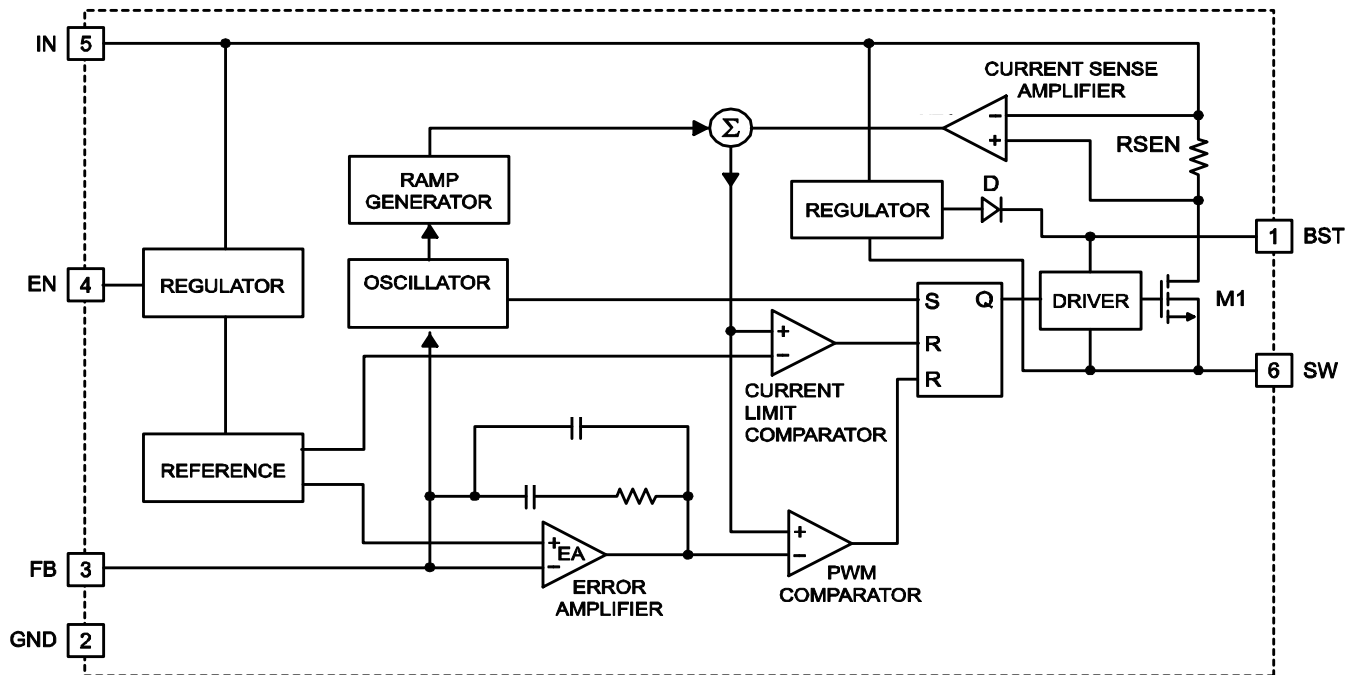 IN 5
CURRENT SENSE
AMPLIFIER
Σ
−
+
RSEN
RAMP
GENERATOR
REGULATOR
D
1 BST
EN 4
REGULATOR
OSCILLATOR
S Q
DRIVER
M1
+
−
R
R
6 SW
CURRENT
LIMIT
COMPARATOR
REFERENCE
+
−
EA
+
−
FB 3
ERROR
AMPLIFIER
PWM
COMPARATOR
GND 2